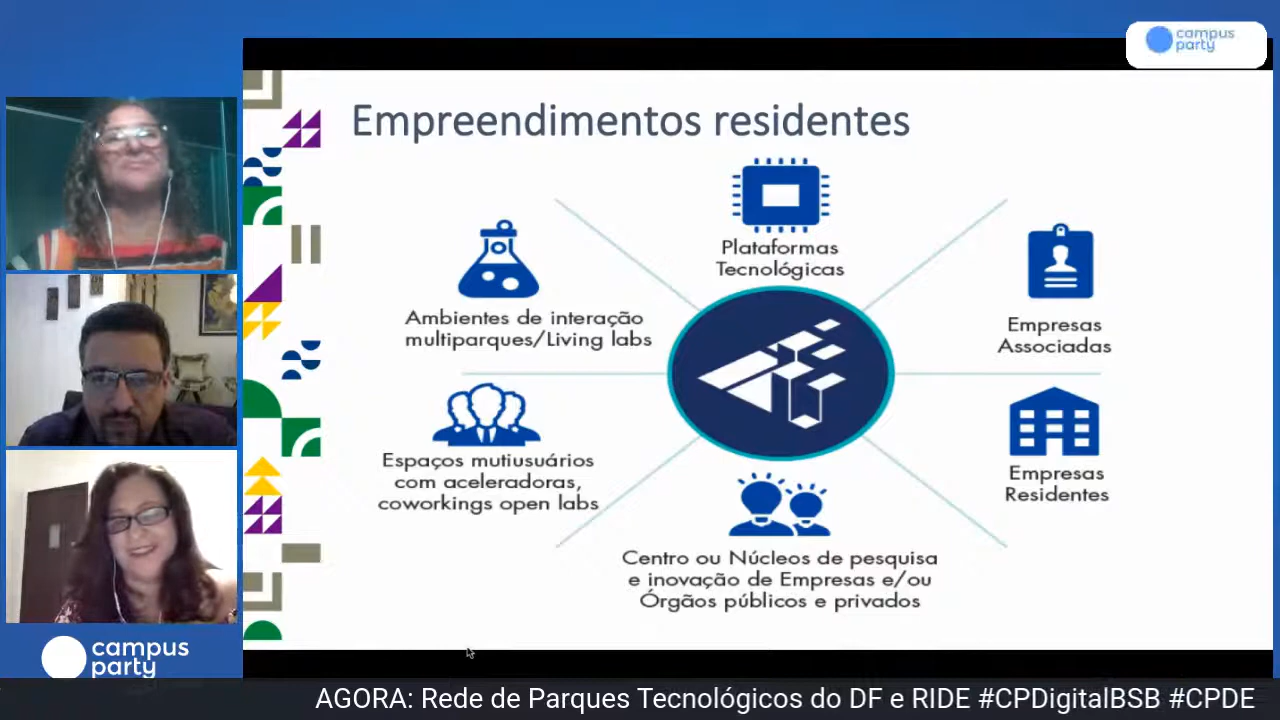 campus
party
Empreendimentos residentes
Plataformas
Tecnológicas
Ambientes de interação
multiparques/Living labs
Empresas
Associadas
Espaços mutiusuários
com aceleradoras,
coworkings open labs
Empresas
Residentes
Centro ou Núcleos de pesquisa
e inovação de Empresas e/ou
Órgãos públicos e privados
campus
party
AGORA: Rede de Parques Tecnológicos do DF e RIDE #CPDigitalBSB #CPDE